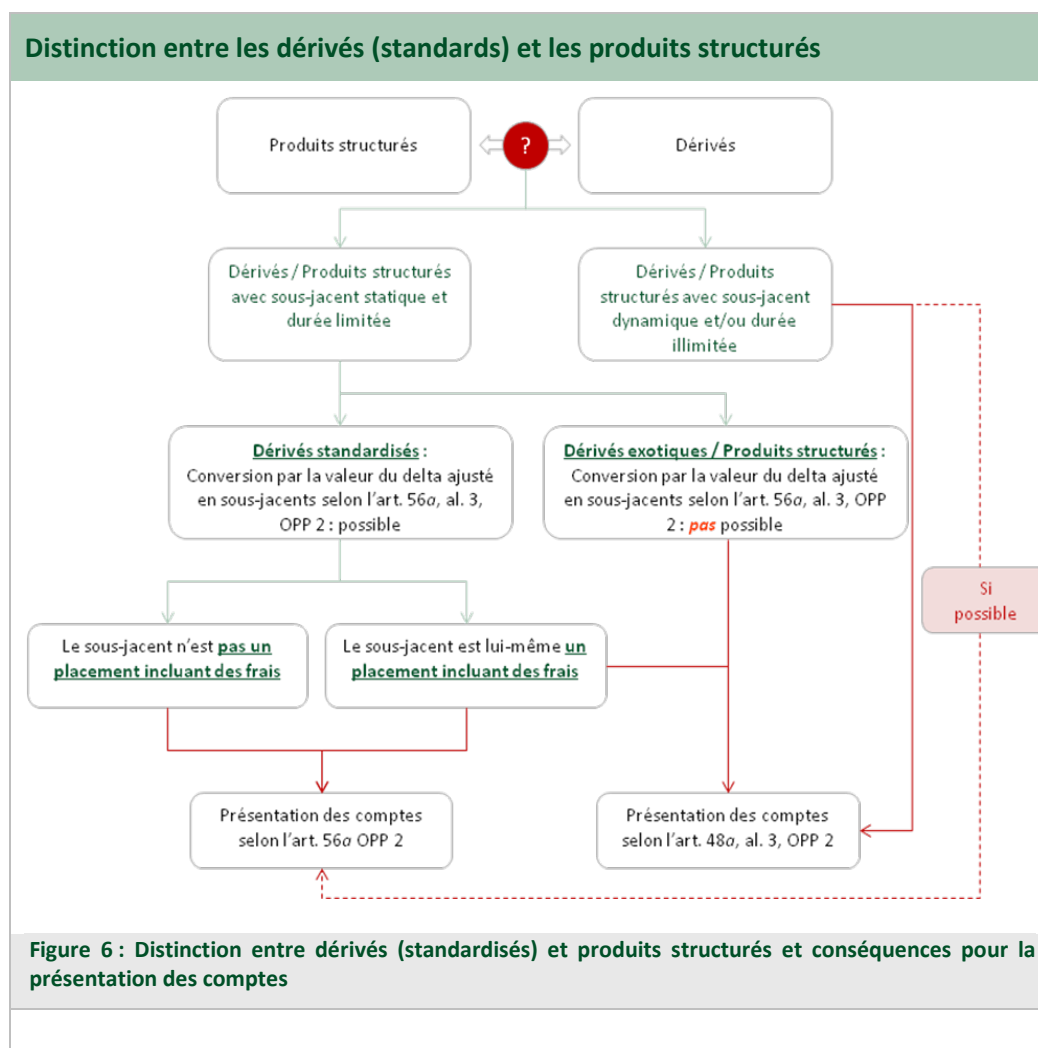 Distinction entre les dérivés (standards) et les produits structurés
Produits structurés
?
Dérivés
Dérivés / Produits structurés
avec sous-jacent statique et
durée limitée
Dérivés / Produits
structurés avec sous-jacent
dynamique et/ou durée
illimitée
Dérivés standardisés :
Conversion par la valeur du delta ajusté
en sous-jacents selon l'art. 56a, al. 3,
OPP 2 : possible
Dérivés exotiques / Produits structurés :
Conversion par la valeur du delta ajusté
en sous-jacents selon l'art. 56a, al. 3, OPP
2 : pas possible
Si
possible
Le sous-jacent n'est pas un
placement incluant des frais
Le sous-jacent est lui-même un
placement incluant des frais
Présentation des comptes
selon l'art. 56a OPP 2
Présentation des comptes
selon l'art. 48a, al. 3, OPP 2
Figure 6 : Distinction entre dérivés (standardisés) et produits structurés et conséquences pour la
présentation des comptes